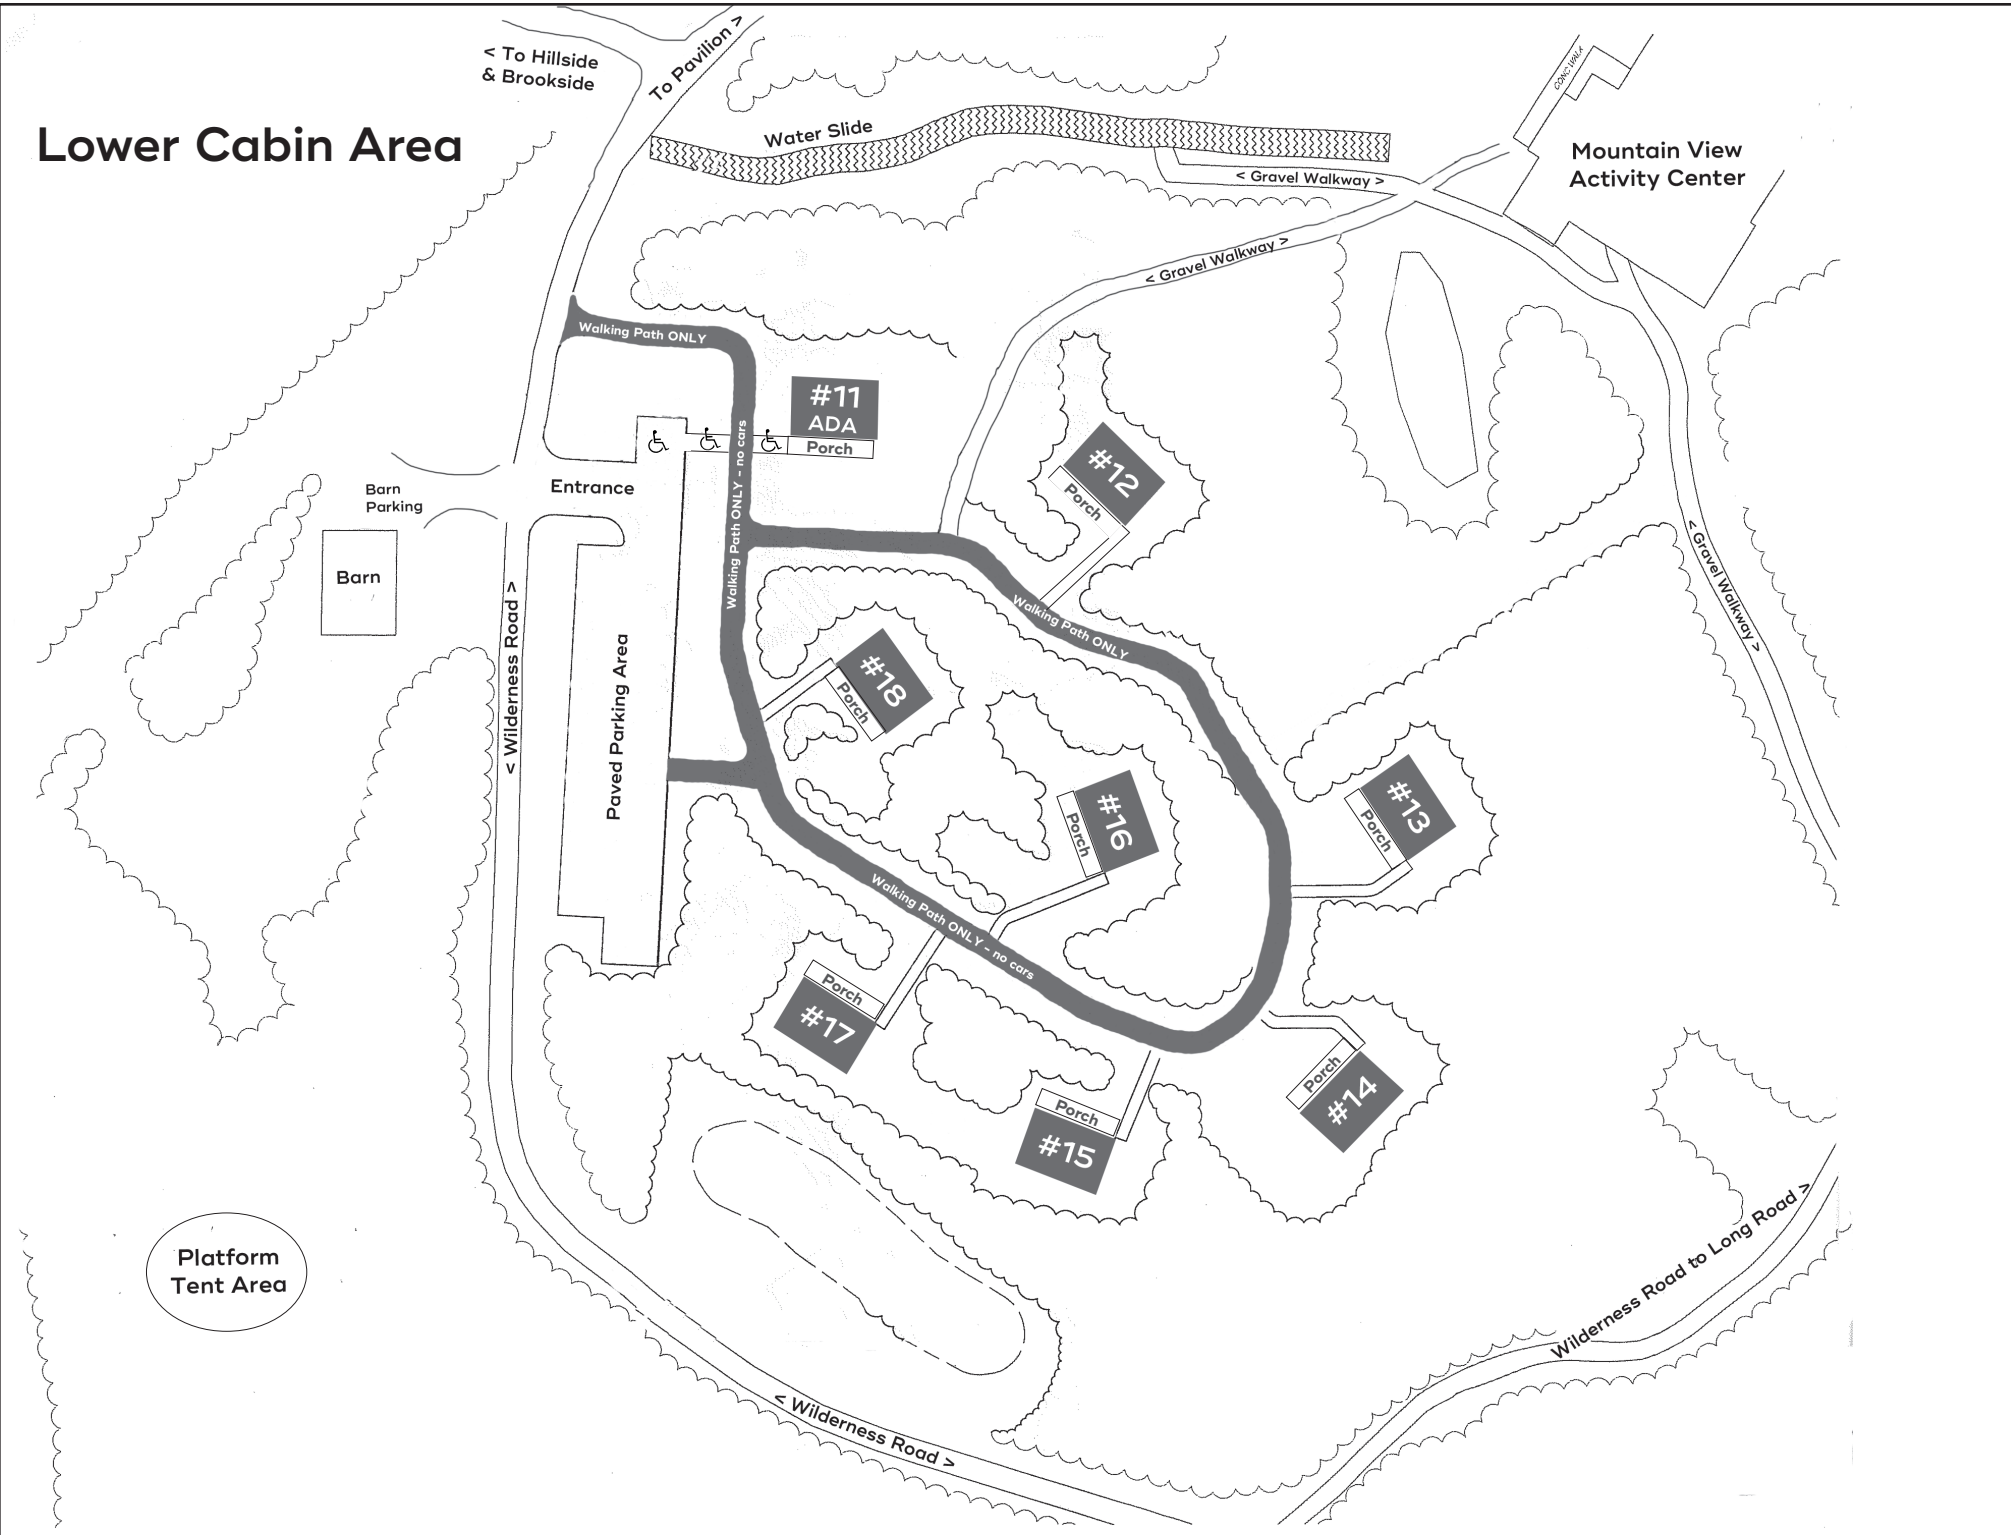 < To Hillside
& Brookside
To Pavilion >
CONC WALK
Lower Cabin Area
Water Slide
Mountain View
Activity Center
< Gravel Walkway >
< Gravel Walkway >
Walking Path ONLY
#11
ADA
Porch
Walking Path ONLY - no cars
#12
Porch
Entrance
Barn
Parking
Barn
< Gravel Walkway >
Walking Path ONLY
< Wilderness Road >
Paved Parking Area
#18
Porch
#16
Porch
#13
Porch
Walking Path ONLY - no cars
Porch
#17
Porch
#14
Porch
#15
Platform
Tent Area
Wilderness Road to Long Road >
< Wilderness Road >